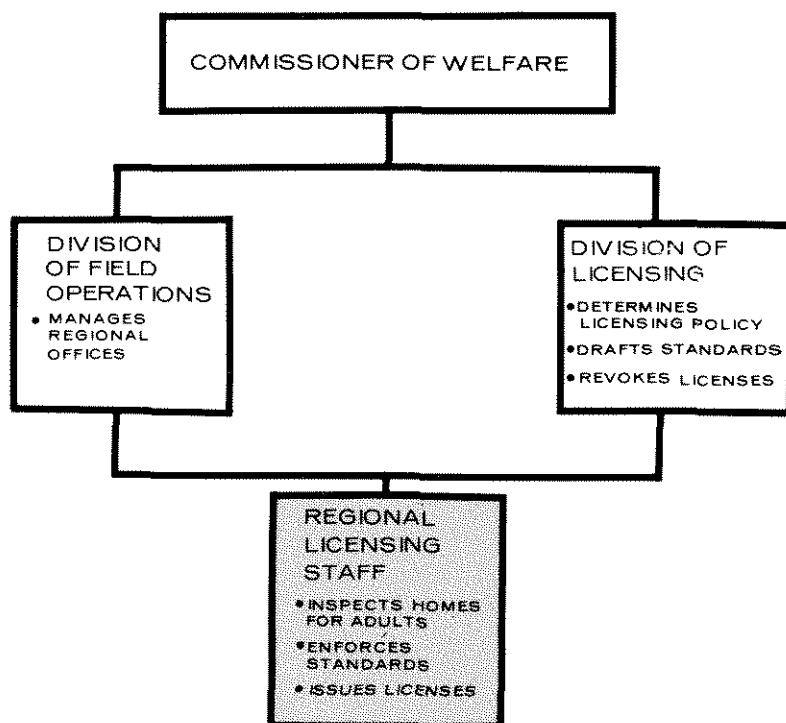 COMMISSIONER OF WELFARE
DIVISION
OF FIELD
OPERATIONS
• MANAGES
REGIONAL
OFFICES
DIVISION OF
LICENSING
• DETERMINES
LICENSING POLICY
• DRAFTS STANDARDS
• REVOKES LICENSES
REGIONAL
LICENSING
STAFF
• INSPECTS HOMES
FOR ADULTS
• ENFORCES
STANDARDS
• ISSUES LICENSES